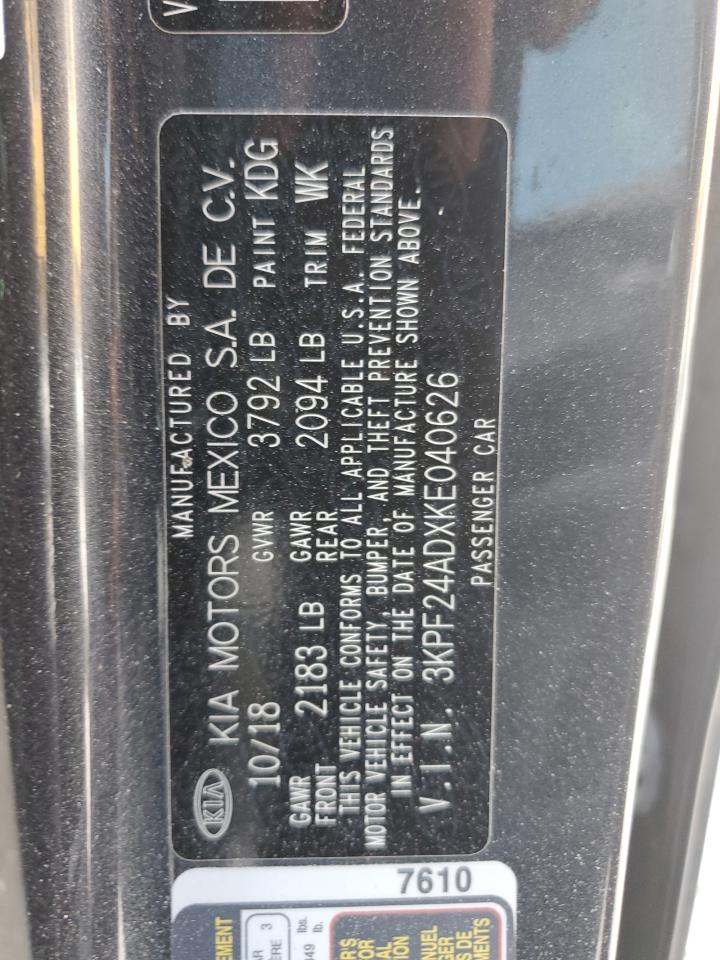 MANUFACTURED BY
KIA KIA MOTORS MEXICO S.A. DE C.V.
10/18 GVWR 3792 LB PAINT KDG
GAWR FRONT 2183 LB GAWR REAR 2094 LB TRIM WK
THIS VEHICLE CONFORMS TO ALL APPLICABLE U.S.A. FEDERAL
MOTOR VEHICLE SAFETY, BUMPER, AND THEFT PREVENTION STANDARDS
IN EFFECT ON THE DATE OF MANUFACTURE SHOWN ABOVE.
V.I.N. 3KPF24ADXKE040626
PASSENGER CAR
7610